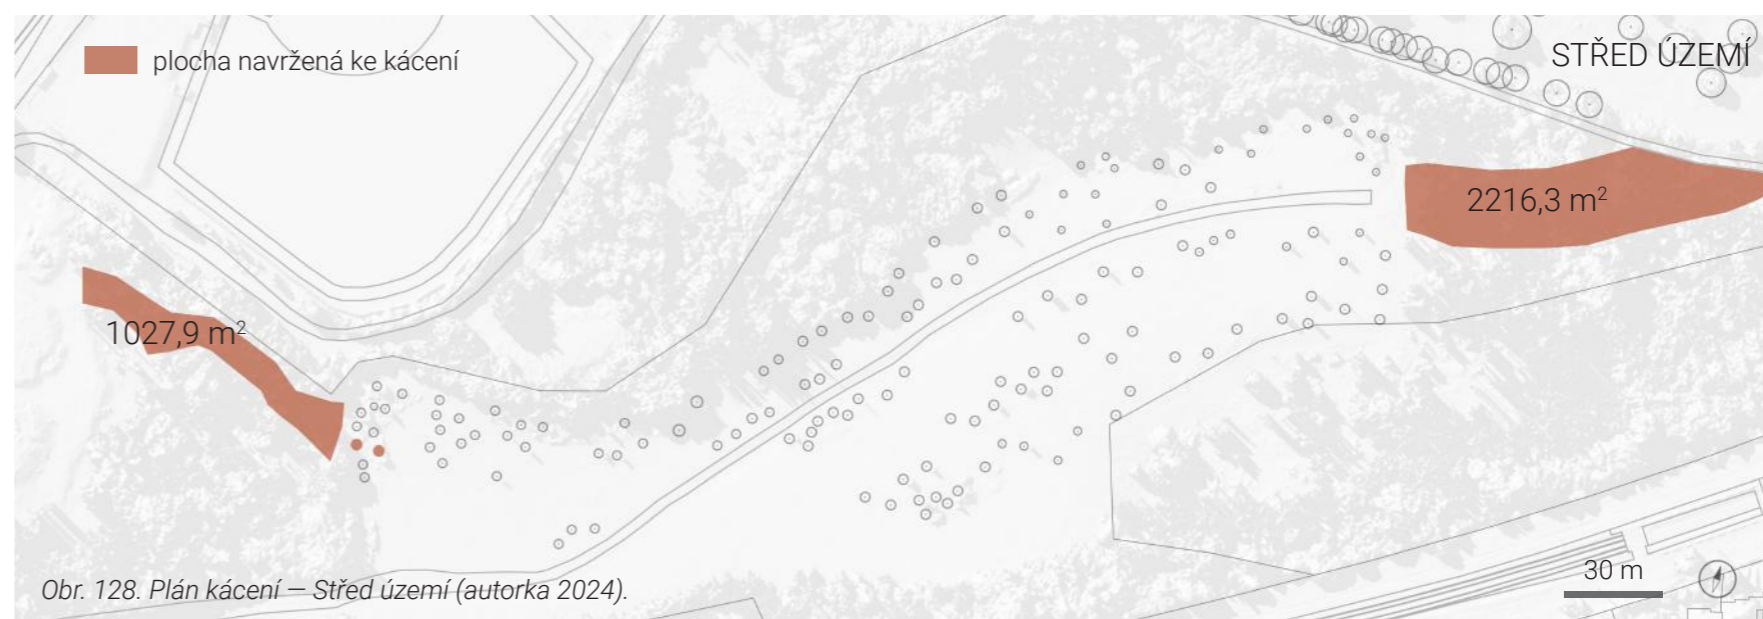 plocha navržená ke kácení
STŘED ÚZEMÍ
2216,3 m²
1027,9 m²
30 m
Obr. 128. Plán kácení — Střed území (autorka 2024).